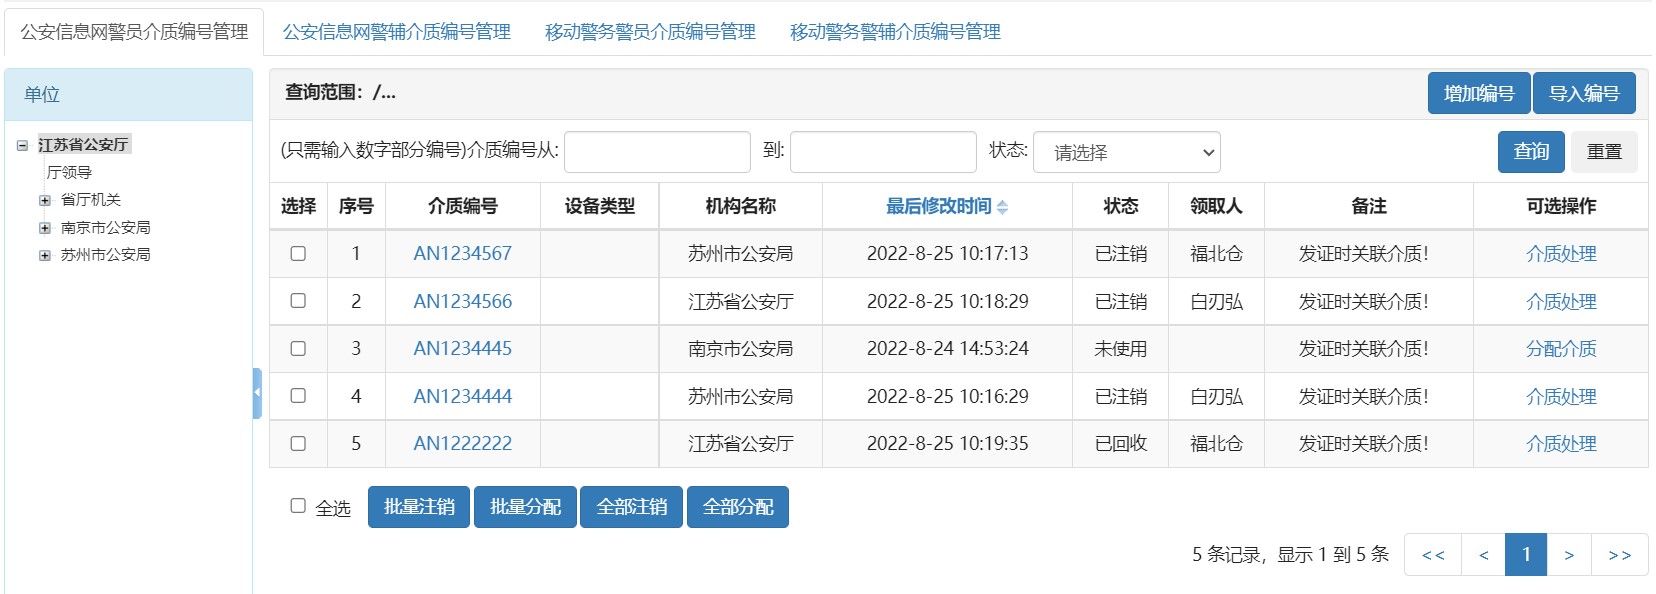 公安信息网警员介质编号管理 公安信息网警辅介质编号管理 移动警务警员介质编号管理 移动警务警辅介质编号管理
单位
江苏省公安厅
厅领导
省厅机关
南京市公安局
苏州市公安局
查询范围：/... 增加编号 导入编号
(只需输入数字部分编号)介质编号从: 到: 状态: 请选择 查询 重置
选择 序号 介质编号 设备类型 机构名称 最后修改时间 状态 领取人 备注 可选操作
1 AN1234567 苏州市公安局 2022-8-25 10:17:13 已注销 福北仓 发证时关联介质！ 介质处理
2 AN1234566 江苏省公安厅 2022-8-25 10:18:29 已注销 白刃弘 发证时关联介质！ 介质处理
3 AN1234445 南京市公安局 2022-8-24 14:53:24 未使用 发证时关联介质！ 分配介质
4 AN1234444 苏州市公安局 2022-8-25 10:16:29 已注销 白刃弘 发证时关联介质！ 介质处理
5 AN1222222 江苏省公安厅 2022-8-25 10:19:35 已回收 福北仓 发证时关联介质！ 介质处理
全选 批量注销 批量分配 全部注销 全部分配
5 条记录，显示 1 到 5 条 << < 1 > >>